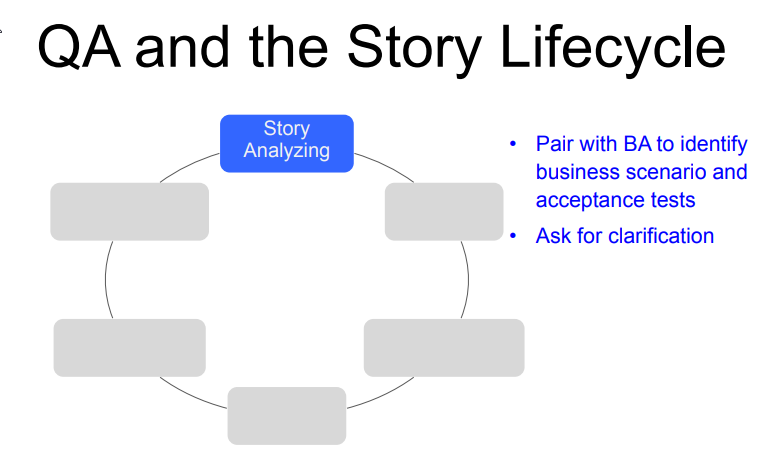 QA and the Story Lifecycle
Story
Analyzing
• Pair with BA to identify
business scenario and
acceptance tests
• Ask for clarification